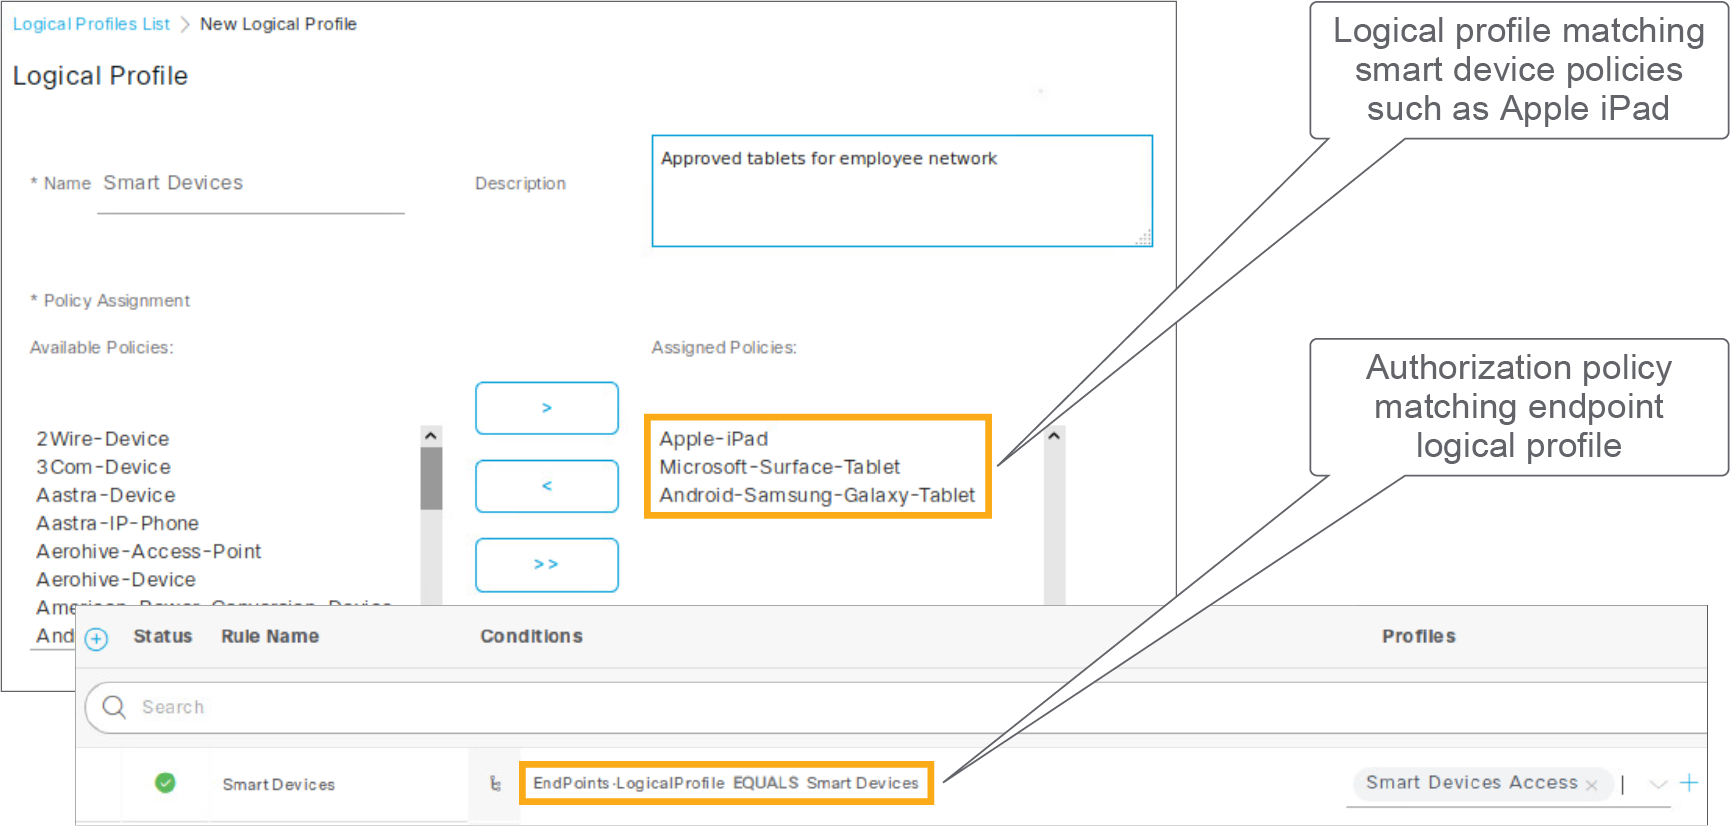 Logical Profiles List > New Logical Profile
Logical Profile
* Name Smart Devices
Description
Approved tablets for employee network
* Policy Assignment
Available Policies:
Assigned Policies:
2Wire-Device
3Com-Device
Aastra-Device
Aastra-IP-Phone
Aerohive-Access-Point
Aerohive-Device
American-Power-Conversion-Device
And
>
<
>>
Apple-iPad
Microsoft-Surface-Tablet
Android-Samsung-Galaxy-Tablet
Logical profile matching
smart device policies
such as Apple iPad
Authorization policy
matching endpoint
logical profile
Status Rule Name Conditions Profiles
Search
Smart Devices EndPoints·LogicalProfile EQUALS Smart Devices Smart Devices Access ×